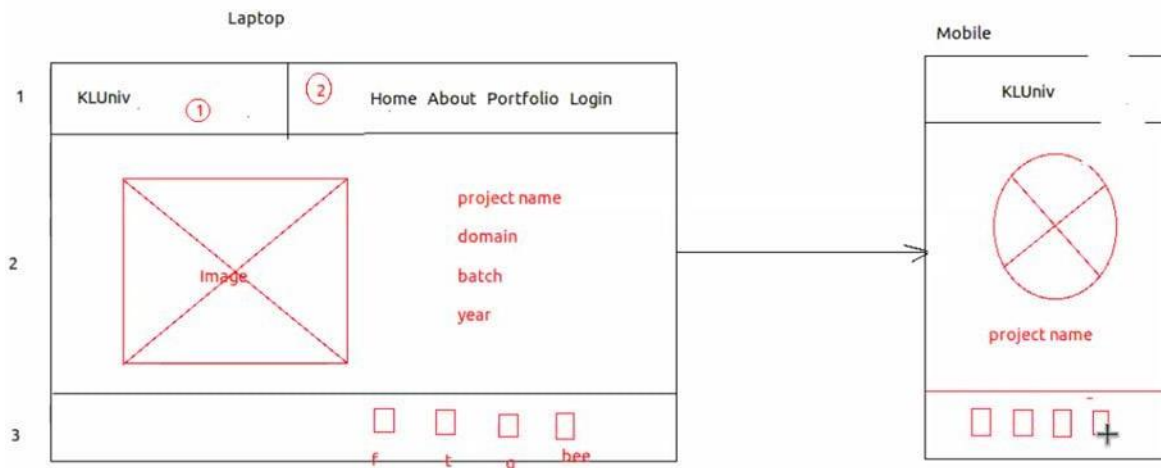 Laptop
Mobile
1
KLUniv
1
2
Home About Portfolio Login
KLUniv
project name
domain
2
Image
batch
year
project name
3
f t g bee